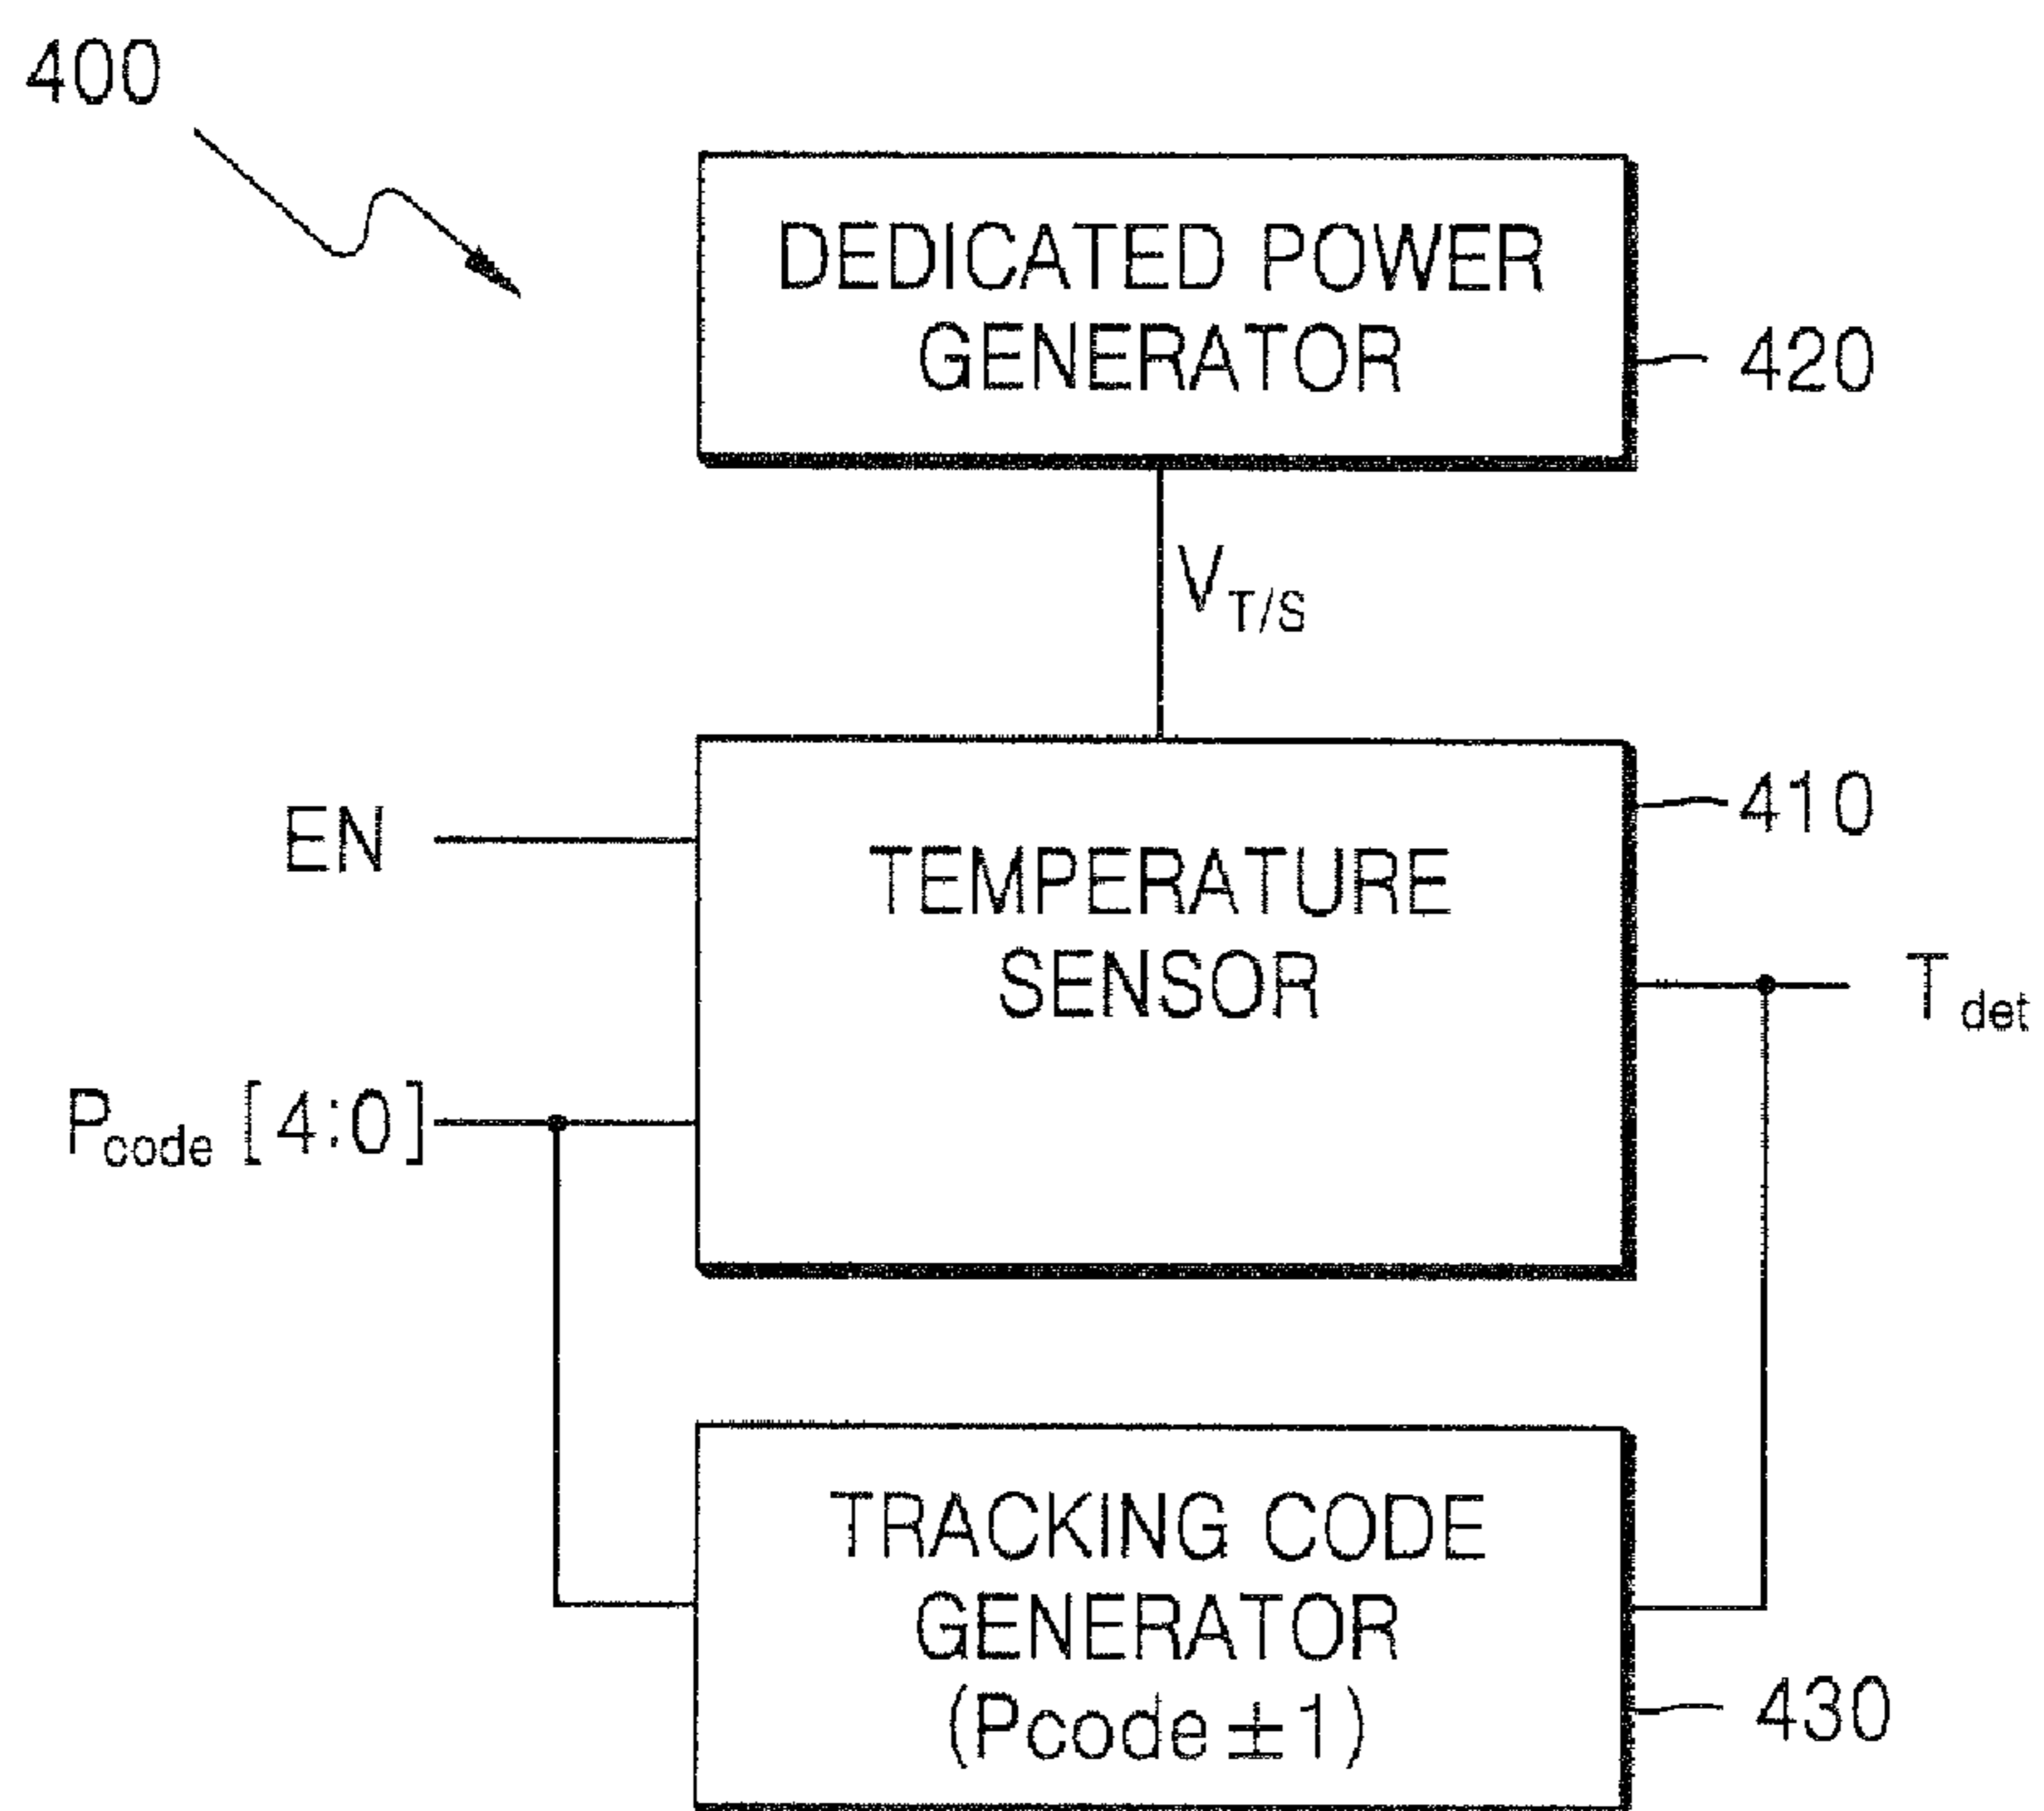 400
DEDICATED POWER
GENERATOR
420
V_T/S
EN
410
TEMPERATURE
SENSOR
T_det
P_code [4:0]
TRACKING CODE
GENERATOR
(Pcode±1)
430